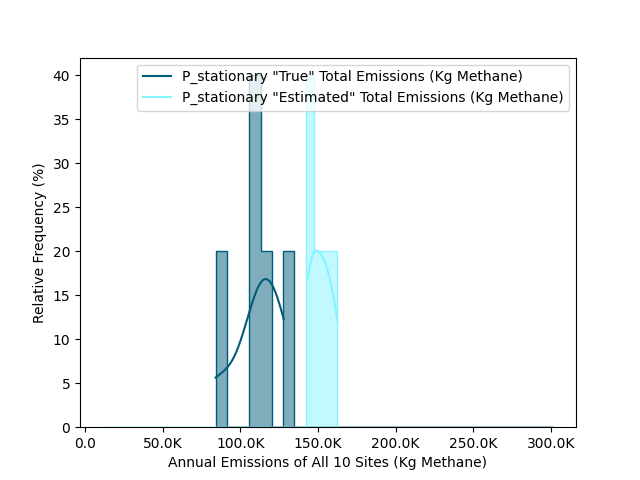 P_stationary "True" Total Emissions (Kg Methane)
P_stationary "Estimated" Total Emissions (Kg Methane)
Relative Frequency (%)
40
35
30
25
20
15
10
5
0
0.0 50.0K 100.0K 150.0K 200.0K 250.0K 300.0K
Annual Emissions of All 10 Sites (Kg Methane)